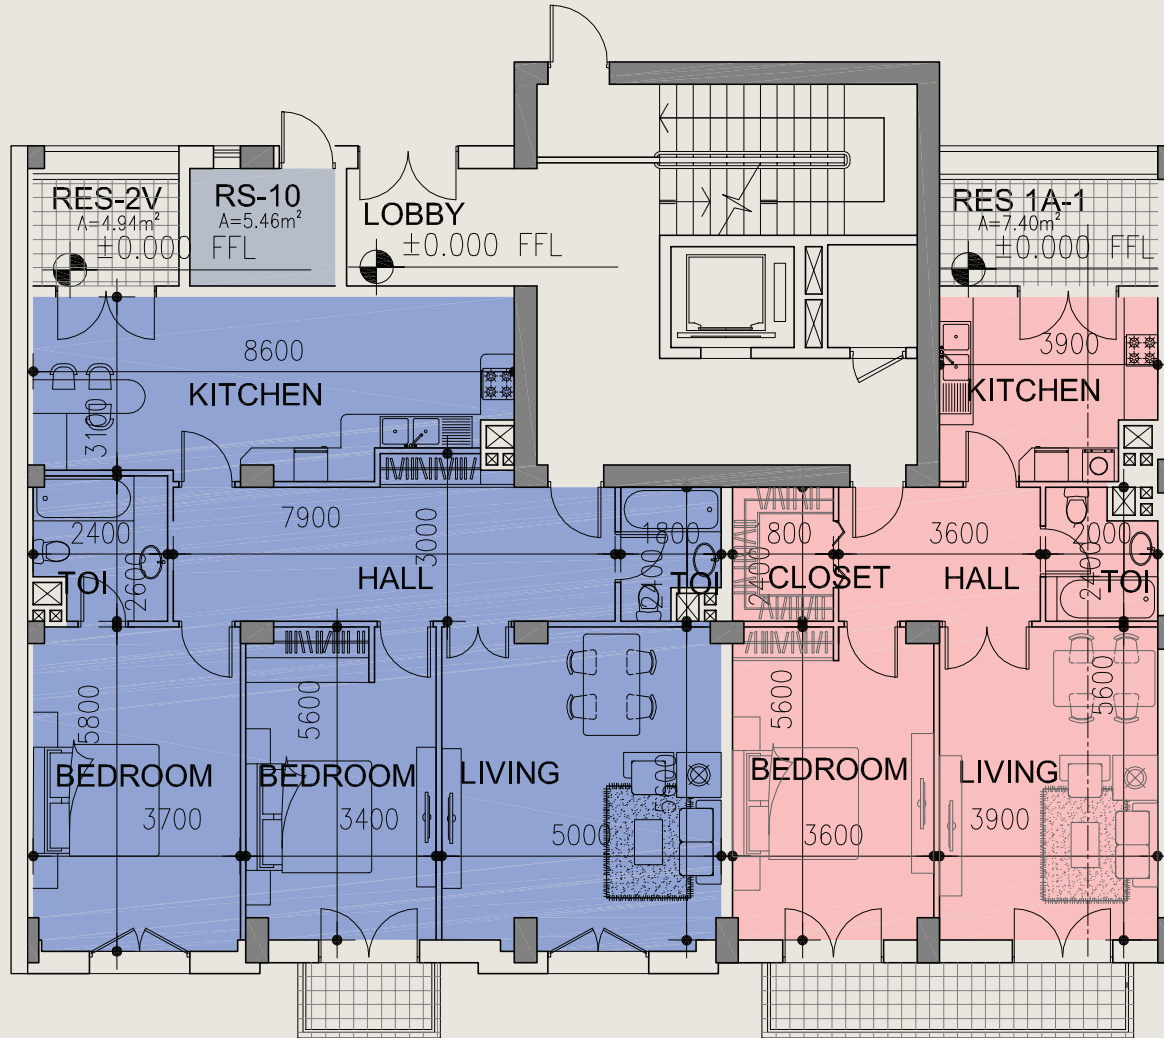 RES-2V
A=4.94m²
±0.000 FFL
RS-10
A=5.46m²
LOBBY
±0.000 FFL
RES 1A-1
A=7.40m²
±0.000 FFL
8600
KITCHEN
3100
3900
KITCHEN
2400
TOI
2600
7900
HALL
3000
1800
TOI
2400
800
CLOSET
2400
3600
HALL
2000
TOI
2400
5800
BEDROOM
3700
5600
BEDROOM
3400
LIVING
5000
5600
5600
BEDROOM
3600
LIVING
3900
5600